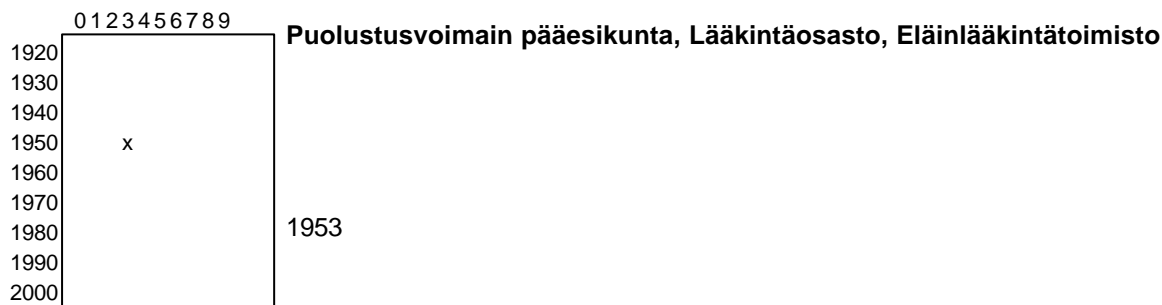 0 1 2 3 4 5 6 7 8 9
Puolustusvoimain pääesikunta, Lääkintäosasto, Eläinlääkintätoimisto
1920
1930
1940
1950 x
1960
1970
1980 1953
1990
2000